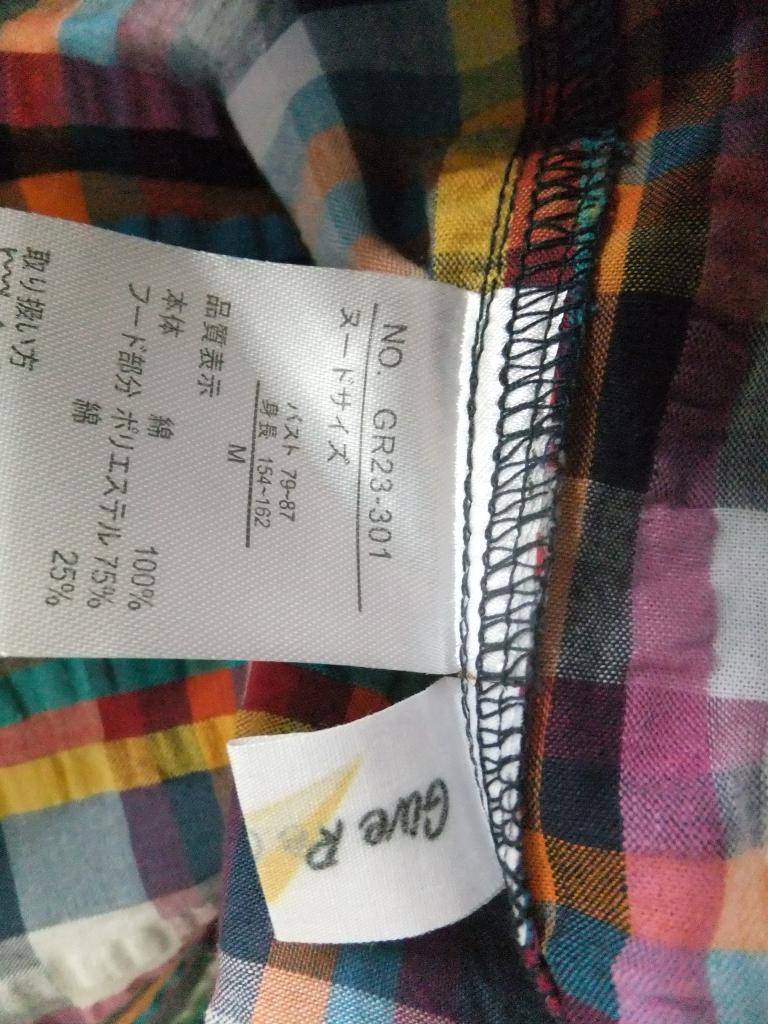 NO. GR23-301
ヌードサイズ
バスト 79~87
身長 154~162
M
品質表示
本体 綿 100%
フード部分 ポリエステル 75%
綿 25%
取り扱い方
Give